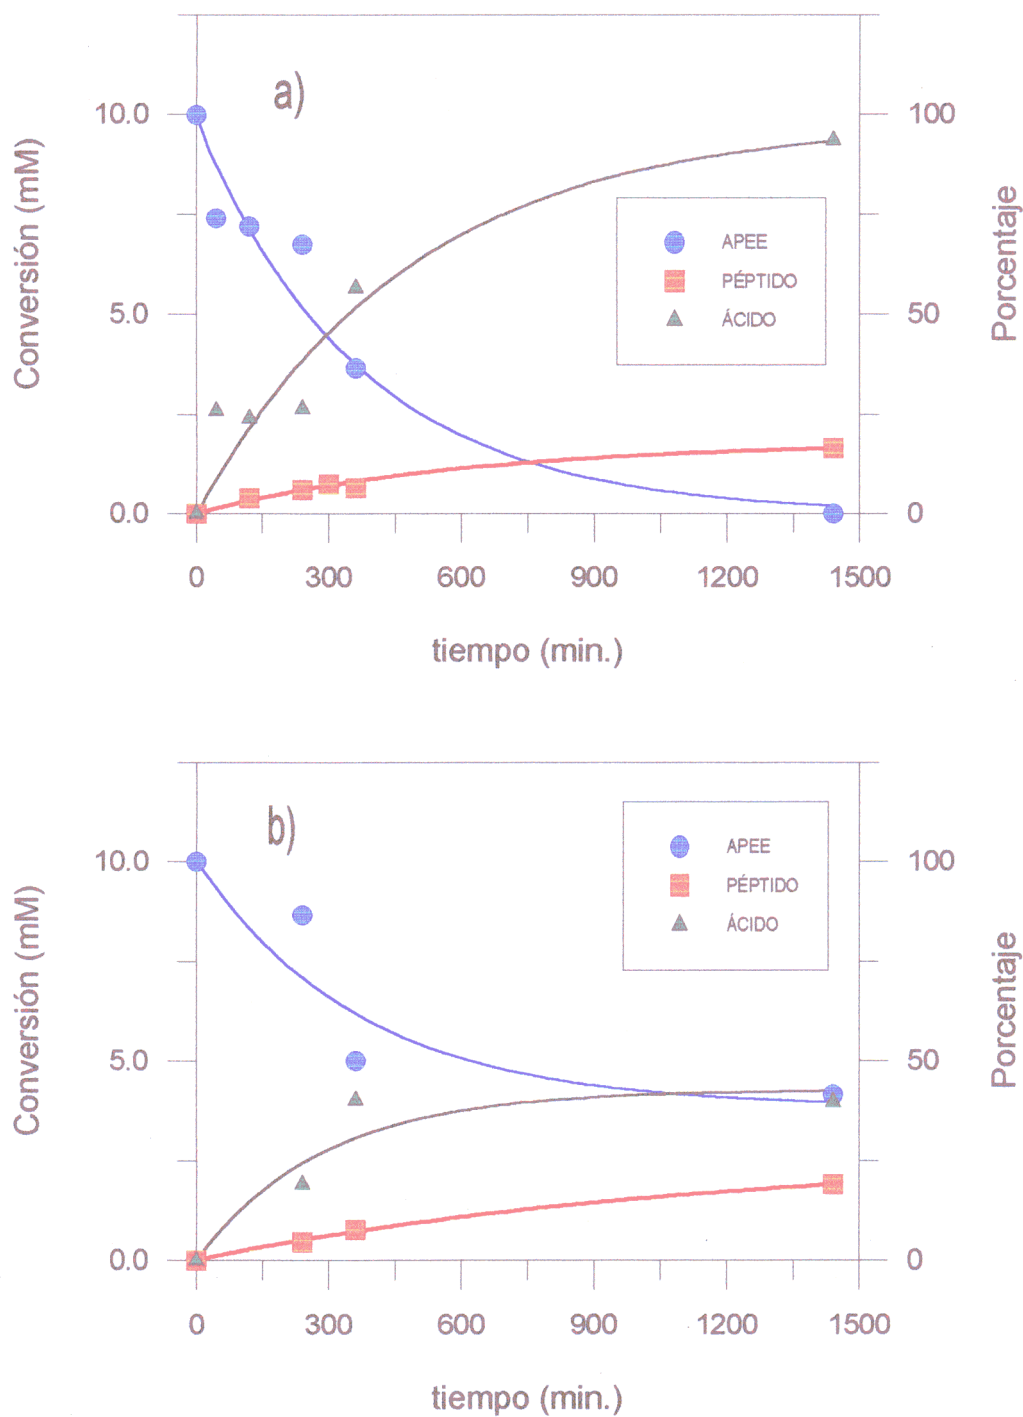 a)
Conversión (mM)
10.0
5.0
0.0
100
50
0
Porcentaje
APEE
PÉPTIDO
ÁCIDO
0 300 600 900 1200 1500
tiempo (min.)
b)
Conversión (mM)
10.0
5.0
0.0
100
50
0
Porcentaje
APEE
PÉPTIDO
ÁCIDO
0 300 600 900 1200 1500
tiempo (min.)